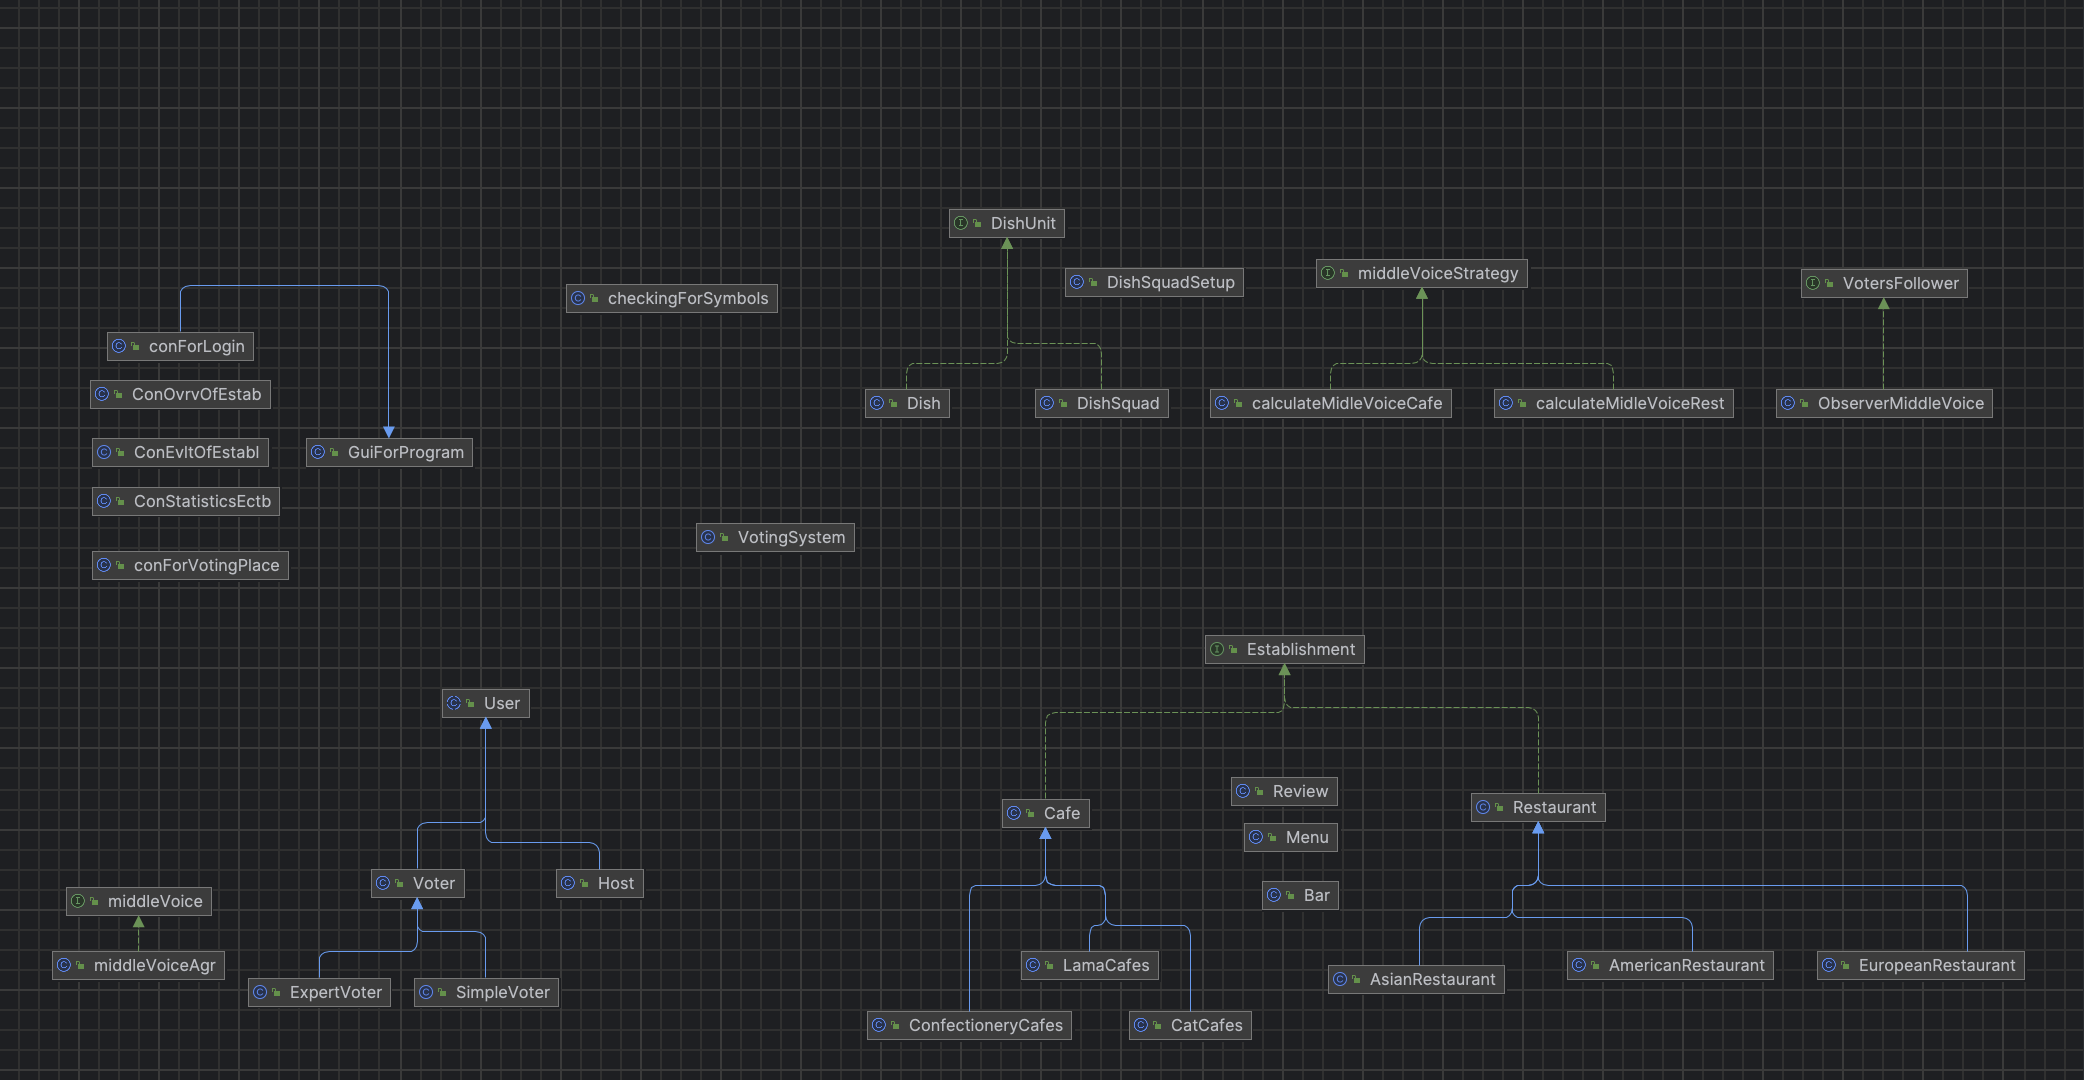 DishUnit
middleVoiceStrategy
DishSquadSetup
VotersFollower
checkingForSymbols
conForLogin
ConOvrvOfEstab
Dish
DishSquad
calculateMidleVoiceCafe
calculateMidleVoiceRest
ObserverMiddleVoice
ConEvltOfEstabl
GuiForProgram
ConStatisticsEctb
VotingSystem
conForVotingPlace
Establishment
User
Review
Restaurant
Cafe
Menu
Voter
Host
Bar
middleVoice
middleVoiceAgr
LamaCafes
AmericanRestaurant
EuropeanRestaurant
AsianRestaurant
ExpertVoter
SimpleVoter
ConfectioneryCafes
CatCafes